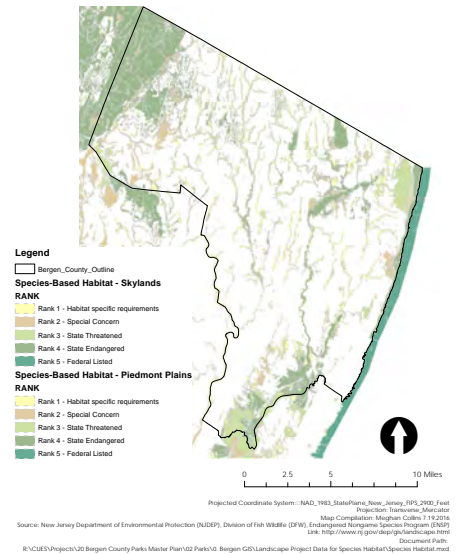 Legend
Bergen_County_Outline
Species-Based Habitat - Skylands
RANK
Rank 1 - Habitat specific requirements
Rank 2 - Special Concern
Rank 3 - State Threatened
Rank 4 - State Endangered
Rank 5 - Federal Listed
Species-Based Habitat - Piedmont Plains
RANK
Rank 1 - Habitat specific requirements
Rank 2 - Special Concern
Rank 3 - State Threatened
Rank 4 - State Endangered
Rank 5 - Federal Listed
0 2.5 5 10 Miles
Projected Coordinate System: NAD_1983_StatePlane_New_Jersey_FIPS_2900_Feet
Projection: Transverse_Mercator
Map Compilation: Meghan Collins 7.19.2016
Source: New Jersey Department of Environmental Protection (NJDEP), Division of Fish Wildlife (DFW), Endangered Nongame Species Program (ENSP)
Link: http://www.nj.gov/dep/gis/landscape.html
Document Path:
R:\CUES\Projects\20 Bergen County Parks Master Plan\02 Parks\0. Bergen GIS\Landscape Project Data for Species Habitat\Species Habitat.mxd